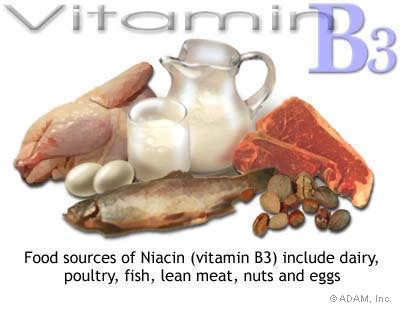 Vitamin B3
Food sources of Niacin (vitamin B3) include dairy,
poultry, fish, lean meat, nuts and eggs
© ADAM, Inc.